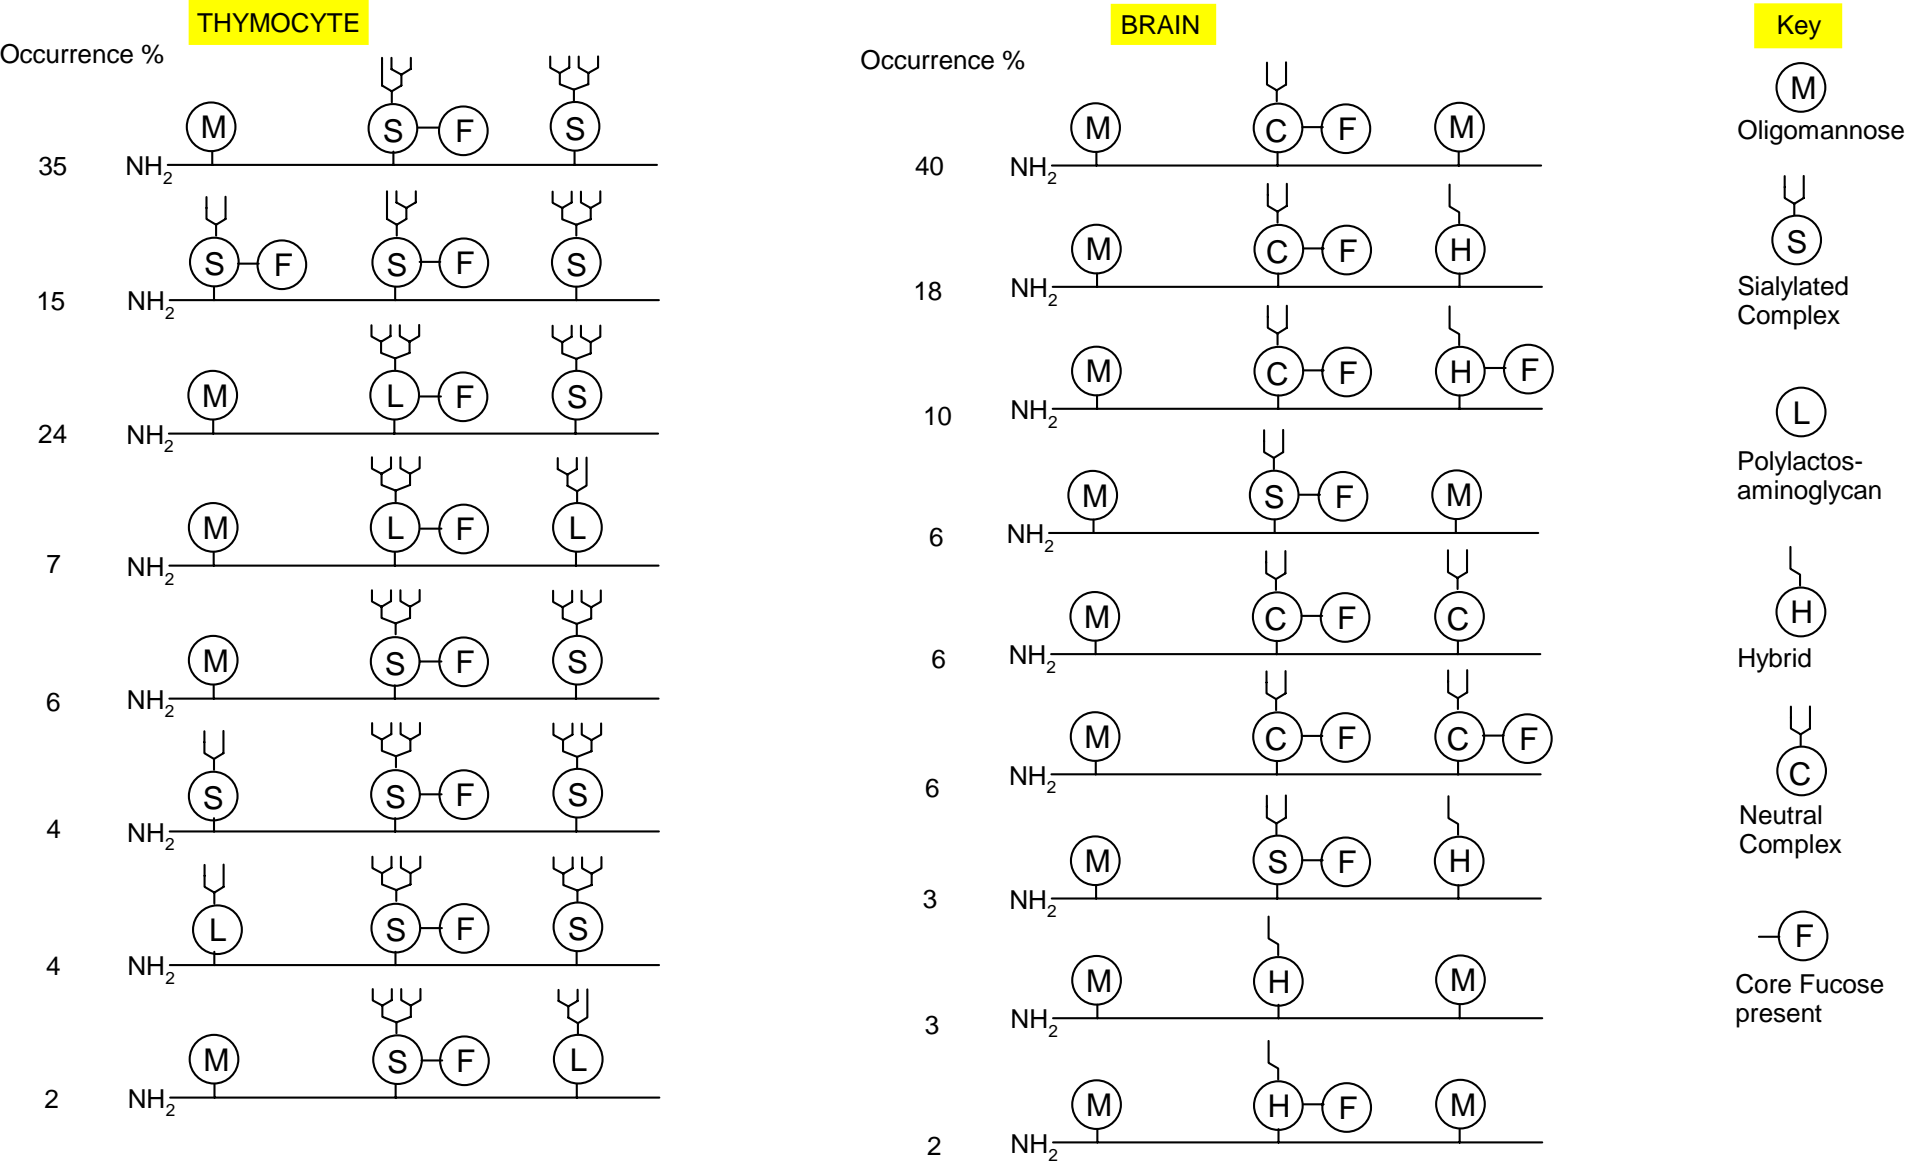 THYMOCYTE
Occurrence %
M S F S
35 NH2
S F S F S
15 NH2
M L F S
24 NH2
M L F L
7 NH2
M S F S
6 NH2
S S F S
4 NH2
L S F S
4 NH2
M S F L
2 NH2
BRAIN
Occurrence %
M C F M
40 NH2
M C F H
18 NH2
M C F H F
10 NH2
M S F M
6 NH2
M C F C
6 NH2
M C F C F
6 NH2
M S F H
3 NH2
M H M
3 NH2
M H F M
2 NH2
Key
M
Oligomannose
S
Sialylated
Complex
L
Polylactos-
aminoglycan
H
Hybrid
C
Neutral
Complex
F
Core Fucose
present